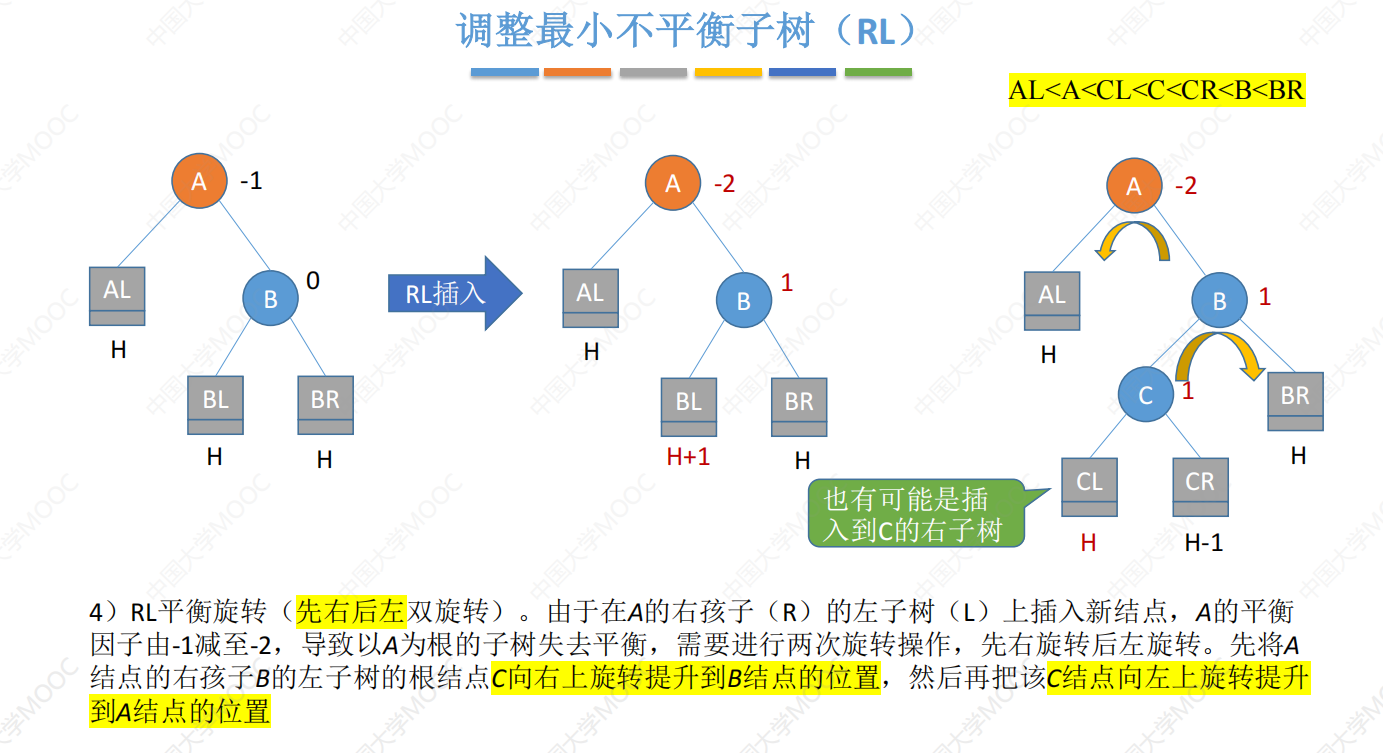 调整最小不平衡子树（RL）
AL<A<CL<C<CR<B<BR
A -1
AL
H
B 0
BL
H
BR
H
RL插入
A -2
AL
H
B 1
BL
H+1
BR
H
A -2
AL
H
B 1
C 1
BR
H
CL
H
CR
H-1
也有可能是插
入到C的右子树
4）RL平衡旋转（先右后左双旋转）。由于在A的右孩子（R）的左子树（L）上插入新结点，A的平衡
因子由-1减至-2，导致以A为根的子树失去平衡，需要进行两次旋转操作，先右旋转后左旋转。先将A
结点的右孩子B的左子树的根结点C向右上旋转提升到B结点的位置，然后再把该C结点向左上旋转提升
到A结点的位置
中国大学MOOC